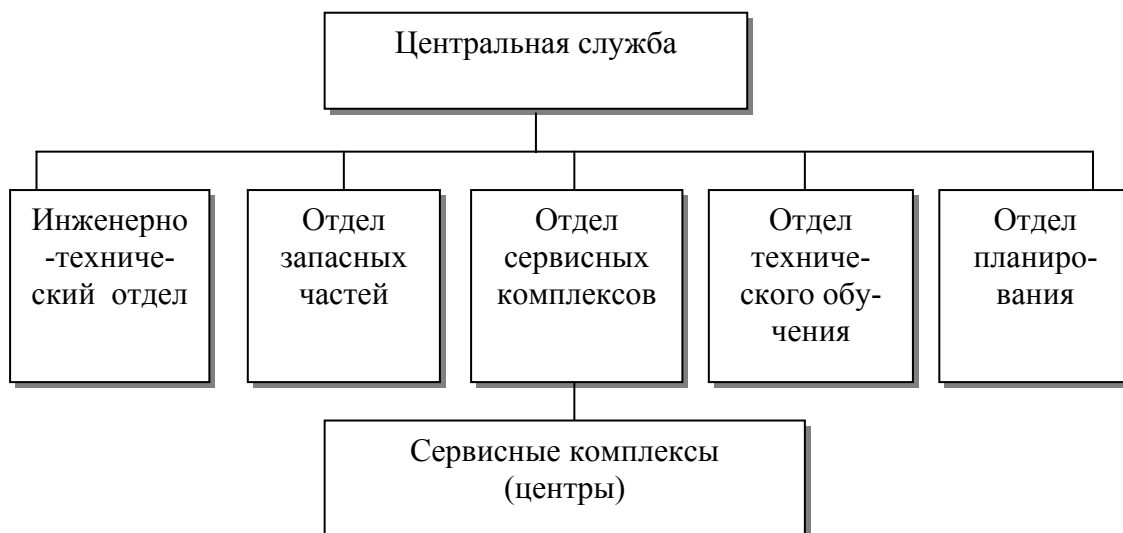 Центральная служба
Инженерно
-техниче-
ский отдел
Отдел
запасных
частей
Отдел
сервисных
комплексов
Отдел
техниче-
ского обу-
чения
Отдел
планиро-
вания
Сервисные комплексы
(центры)